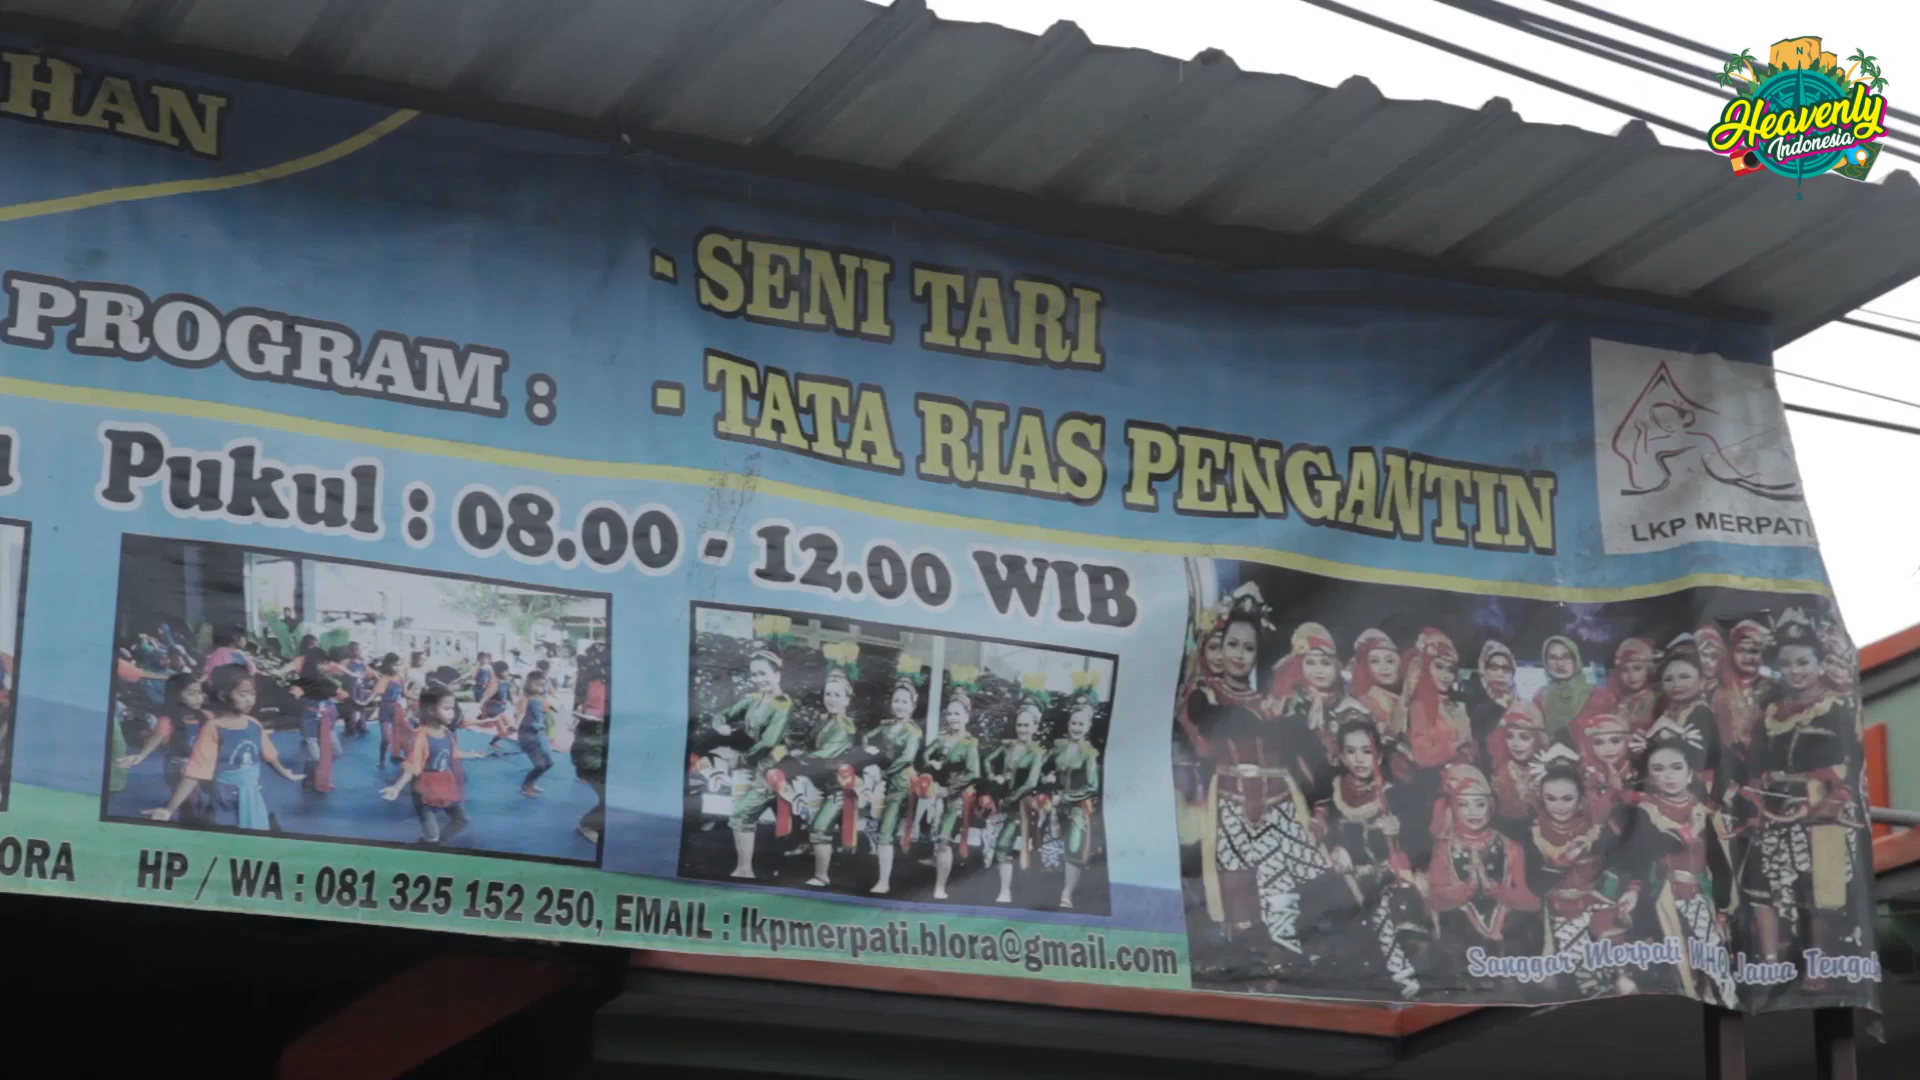 HAN
PROGRAM :
- SENI TARI
- TATA RIAS PENGANTIN
Pukul : 08.00 - 12.00 WIB
LKP MERPATI
ORA HP / WA : 081 325 152 250, EMAIL : lkpmerpati.blora@gmail.com
Sanggar Merpati Jawa Tengah
Heavenly
Indonesia
N
S